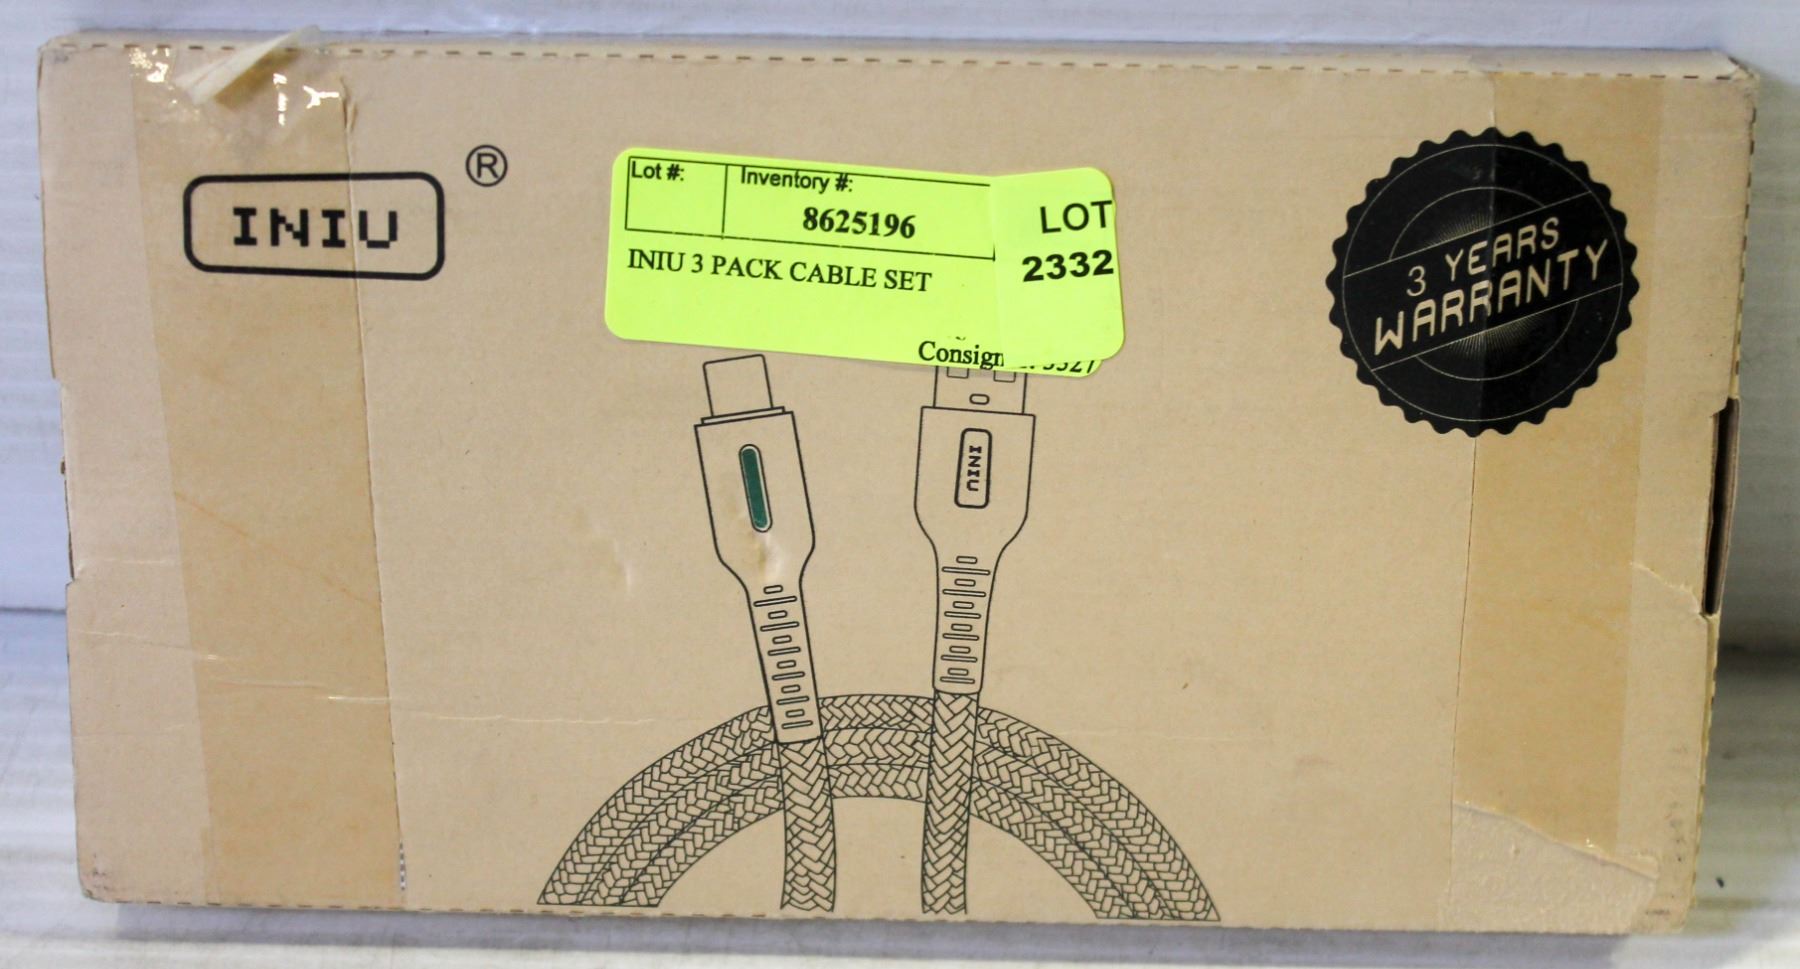 INIU ®
Lot #:
Inventory #:
8625196
LOT
2332
INIU 3 PACK CABLE SET
Consign
3 YEARS
WARRANTY
INIU